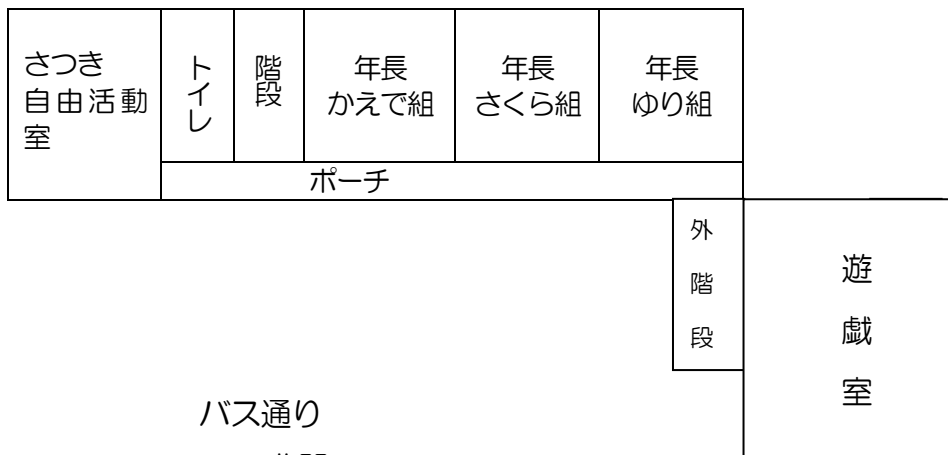 さつき
自由活動
室
トイレ
階段
年長
かえで組
年長
さくら組
年長
ゆり組
ポーチ
外階段
遊戯室
バス通り